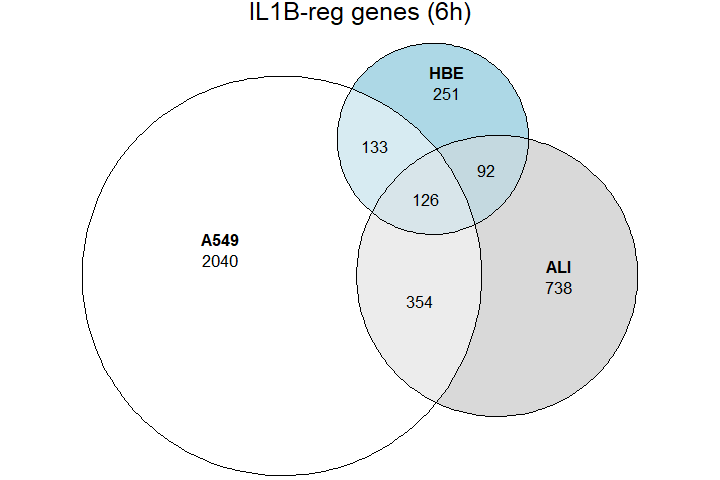 IL1B-reg genes (6h)
HBE
251
133
92
126
A549
2040
ALI
738
354